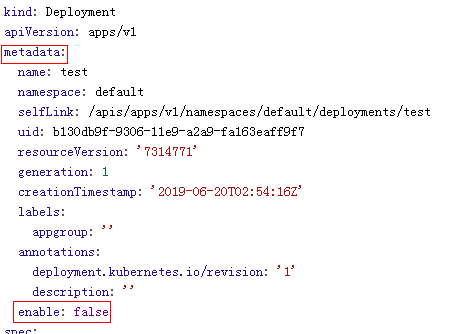 kind: Deployment
apiVersion: apps/v1
metadata:
name: test
namespace: default
selfLink: /apis/apps/v1/namespaces/default/deployments/test
uid: b130db9f-9306-11e9-a2a9-fa163eaff9f7
resourceVersion: '7314771'
generation: 1
creationTimestamp: '2019-06-20T02:54:16Z'
labels:
appgroup: ''
annotations:
deployment.kubernetes.io/revision: '1'
description: ''
enable: false
spec: